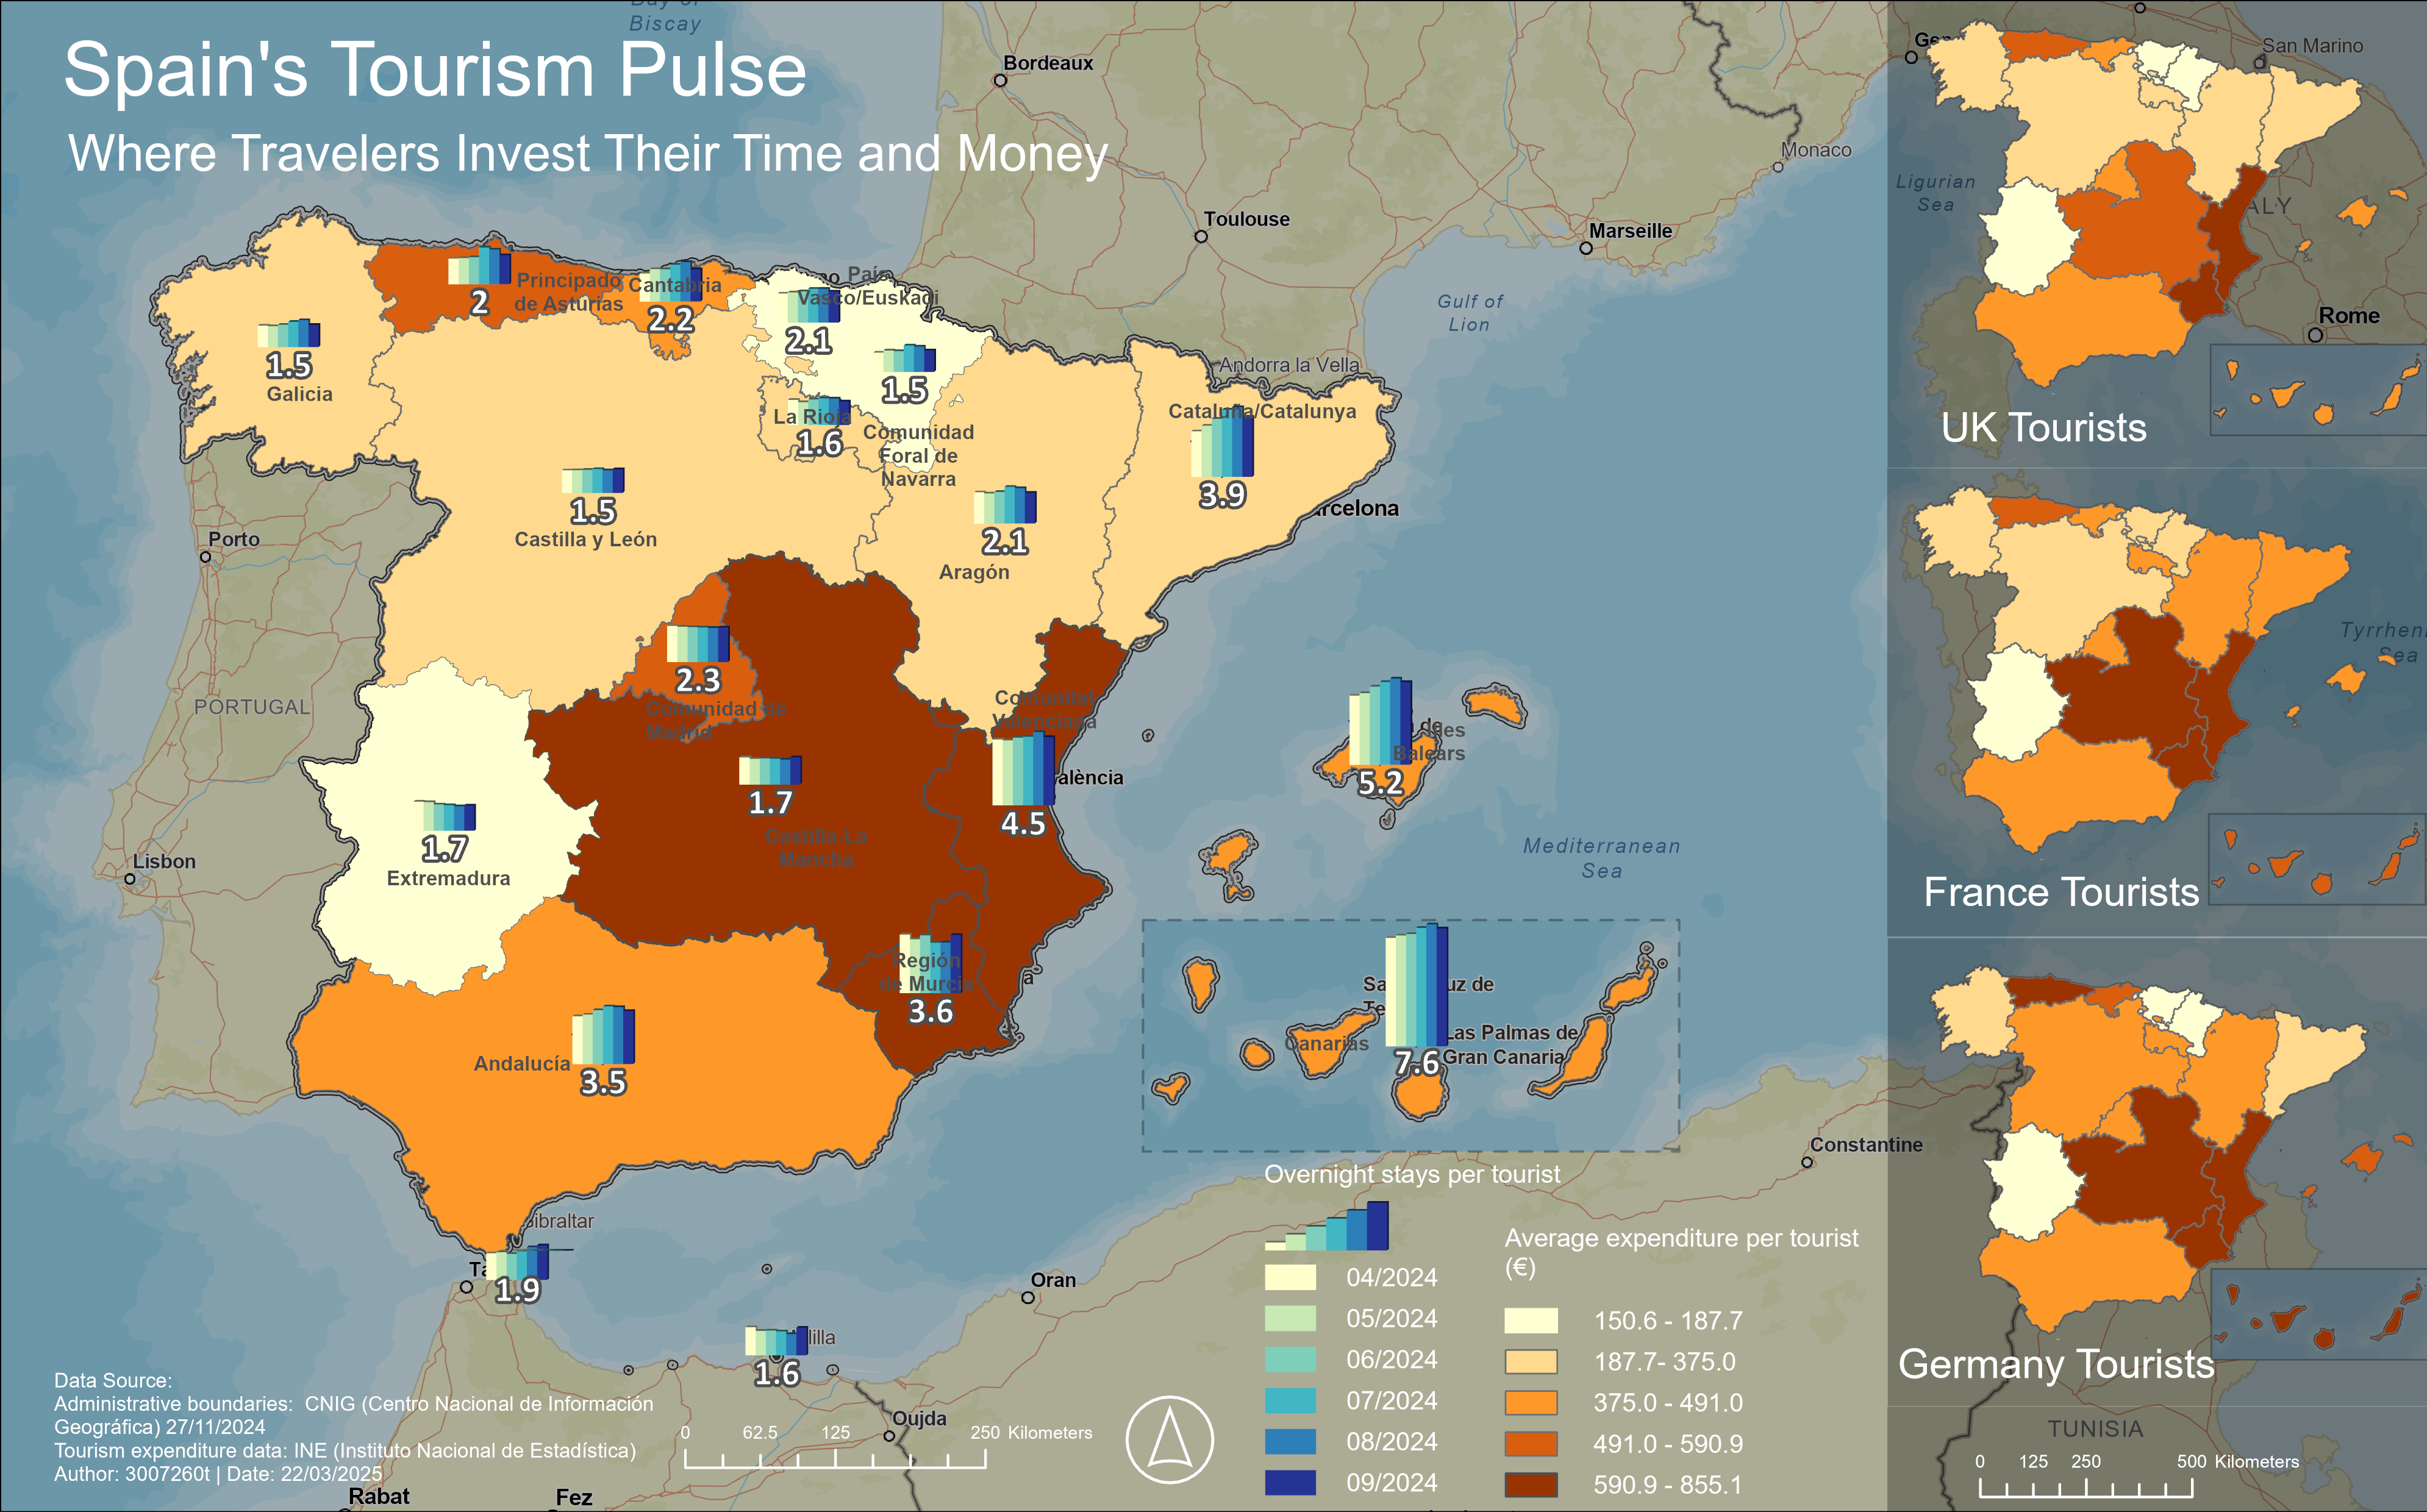 Spain's Tourism Pulse
Where Travelers Invest Their Time and Money
Biscay
Bordeaux
Toulouse
Monaco
Marseille
Gulf of
Lion
Andorra la Vella
Principado
de Asturias
2
Cantabria
2.2
País
Vasco/Euskadi
2.1
1.5
Galicia
1.5
La Rioja
1.6
Comunidad
Foral de
Navarra
Cataluña/Catalunya
3.9
1.5
Castilla y León
2.1
Aragón
Porto
PORTUGAL
Lisbon
2.3
Comunidad de
Madrid
Comunitat
Valenciana
4.5
1.7
Castilla-La
Mancha
1.7
Extremadura
de
Illes
Balears
5.2
Mediterranean
Sea
Región
de Murcia
3.6
Andalucía
3.5
Canarias
7.6
uz de
Las Palmas de
Gran Canaria
1.9
1.6
Oran
Oujda
Constantine
Rabat
Fez
Overnight stays per tourist
04/2024
05/2024
06/2024
07/2024
08/2024
09/2024
Average expenditure per tourist
(€)
150.6 - 187.7
187.7- 375.0
375.0 - 491.0
491.0 - 590.9
590.9 - 855.1
0 62.5 125 250 Kilometers
Data Source:
Administrative boundaries: CNIG (Centro Nacional de Información
Geográfica) 27/11/2024
Tourism expenditure data: INE (Instituto Nacional de Estadística)
Author: 3007260t | Date: 22/03/2025
San Marino
Ligurian
Sea
Rome
UK Tourists
Sea
France Tourists
Germany Tourists
TUNISIA
0 125 250 500 Kilometers